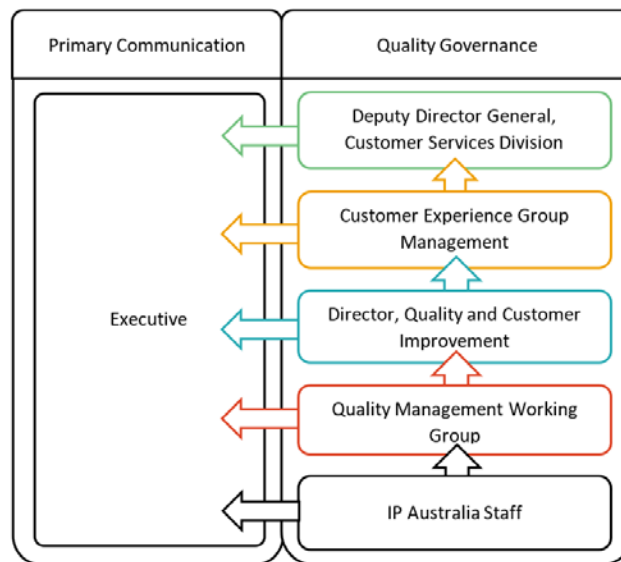 Primary Communication
Quality Governance
Deputy Director General,
Customer Services Division
Customer Experience Group
Management
Executive
Director, Quality and Customer
Improvement
Quality Management Working
Group
IP Australia Staff